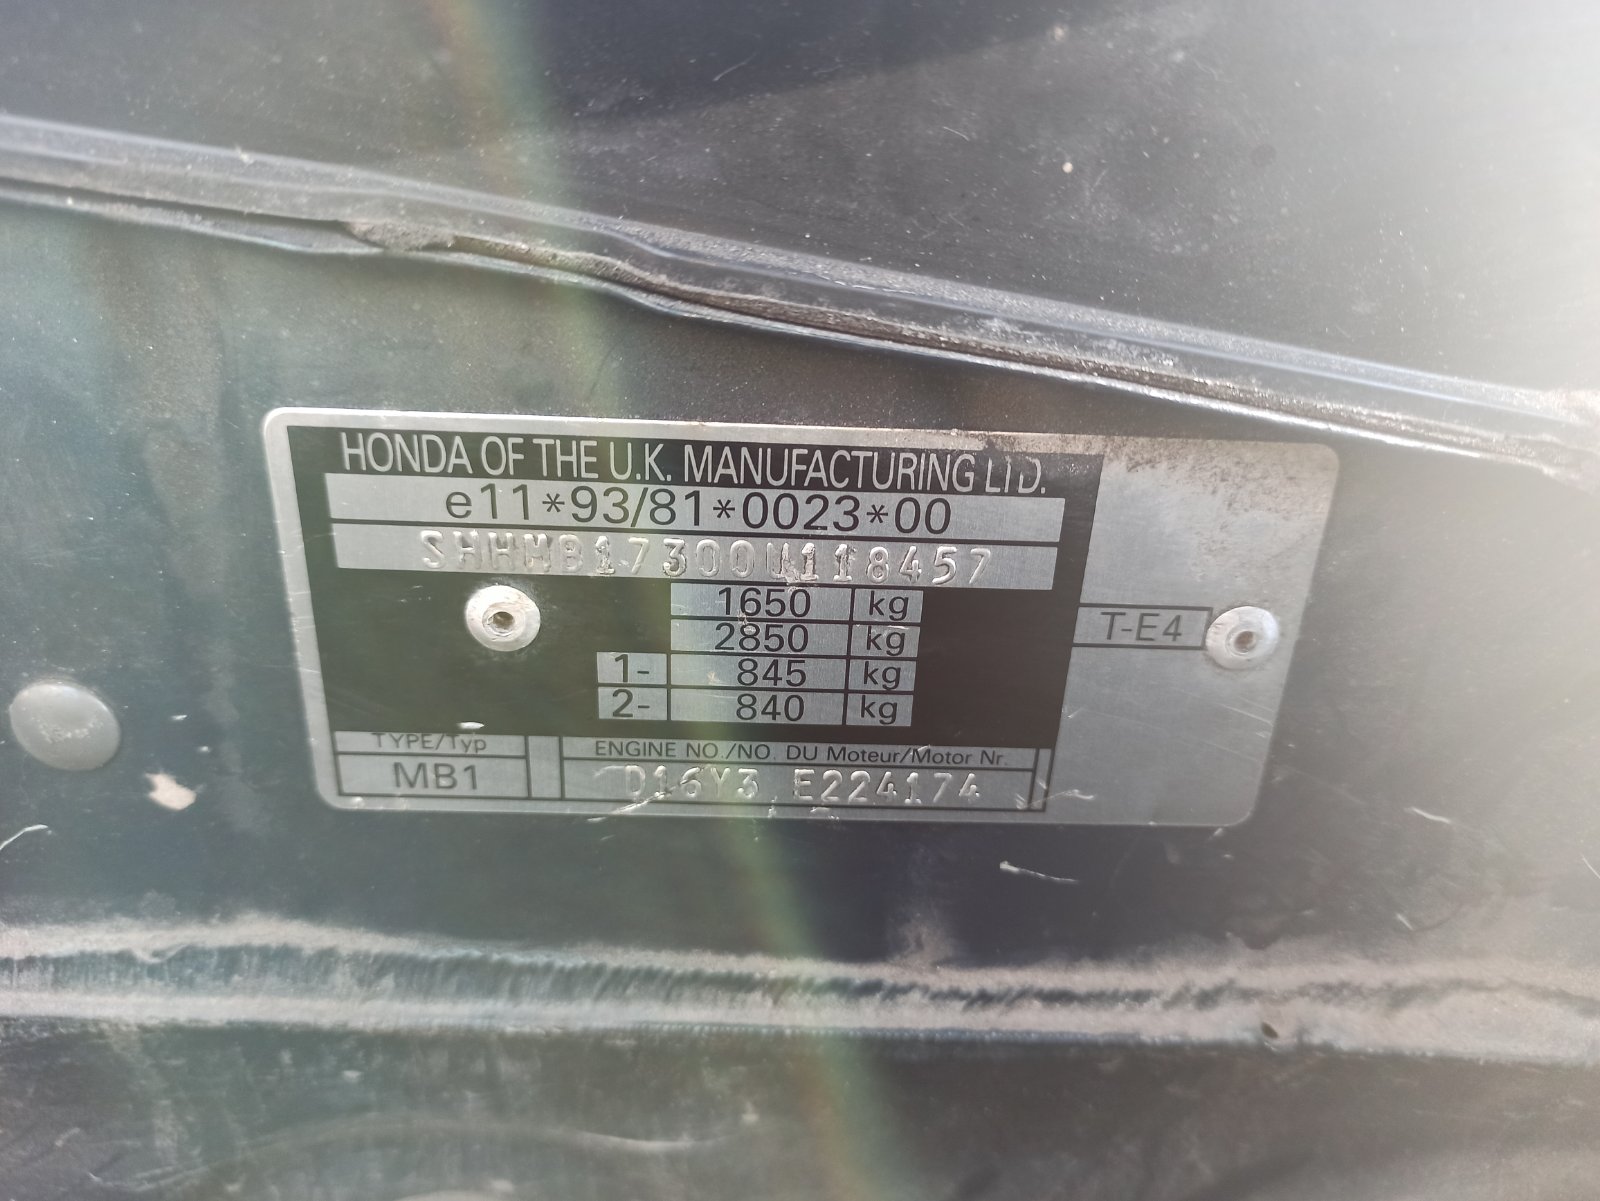 HONDA OF THE U.K. MANUFACTURING LTD.
e11*93/81*0023*00
SHHMB17300U118457
1650 kg
2850 kg
T-E4
1- 845 kg
2- 840 kg
TYPE/Typ
ENGINE NO./NO. DU Moteur/Motor Nr.
MB1
D16Y3 E224174